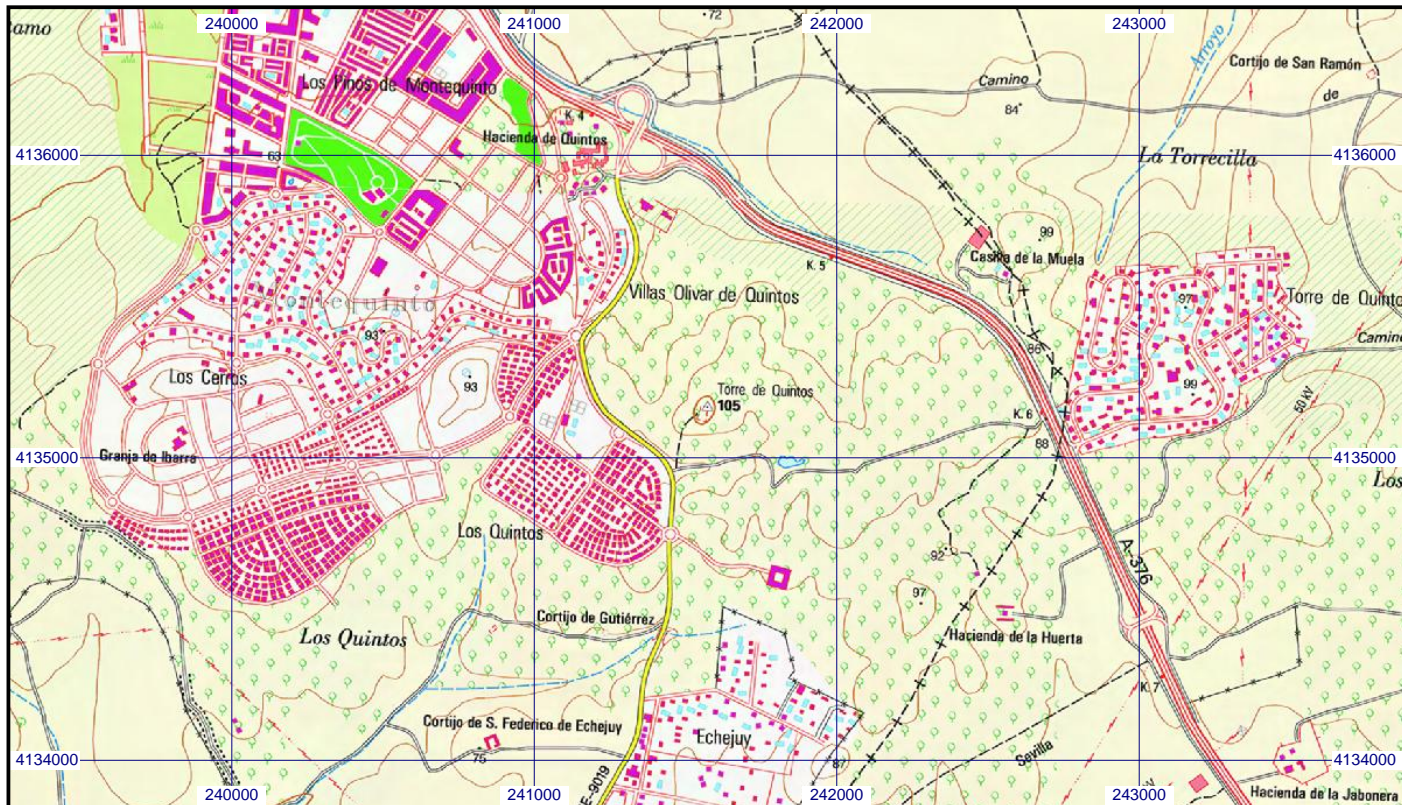 240000
241000
242000
243000
72
Camino
Arroyo
Cortijo de San Ramón
Los Pinos de Montequinto
de
84
K. 4
Hacienda de Quintos
4136000
63
La Torrecilla
4136000
99
Casilla de la Muela
K. 5
Villas Olivar de Quintos
Montequinto
97
Torre de Quinto
93
86
Camino
Los Cerros
93
Torre de Quintos
105
99
60 kV
K. 6
88
Granja de Ibarra
4135000
4135000
Los
Los Quintos
A-376
92
97
Cortijo de Gutiérrez
Hacienda de la Huerta
Los Quintos
K. 7
Cortijo de S. Federico de Echejuy
Echejuy
75
Sevilla
87
4134000
4134000
SE-9019
240000
241000
242000
243000
Hacienda de la Jabonera